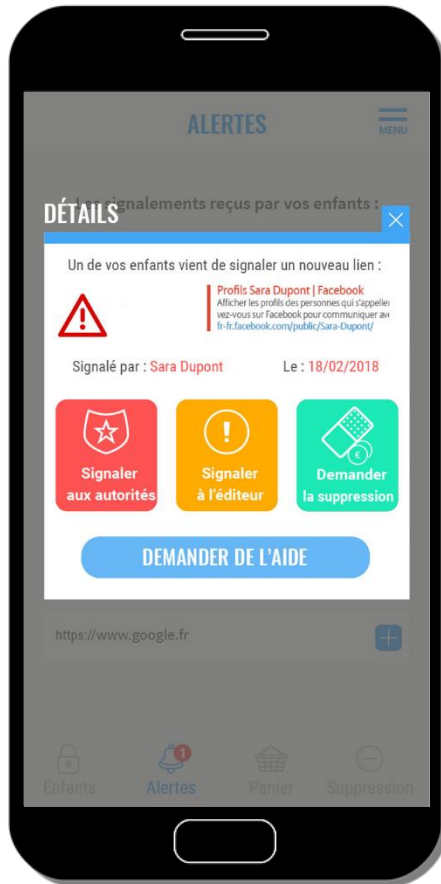 ALERTES
MENU
Les signalements reçus par vos enfants :
DÉTAILS
Un de vos enfants vient de signaler un nouveau lien :
Profils Sara Dupont | Facebook
Afficher les profils des personnes qui s'appellen
vez-vous sur Facebook pour communiquer ave
fr-fr.facebook.com/public/Sara-Dupont/
Signalé par : Sara Dupont Le : 18/02/2018
Signaler
aux autorités
Signaler
à l'éditeur
€
Demander
la suppression
DEMANDER DE L'AIDE
https://www.google.fr
1
Enfants Alertes Panier Suppression